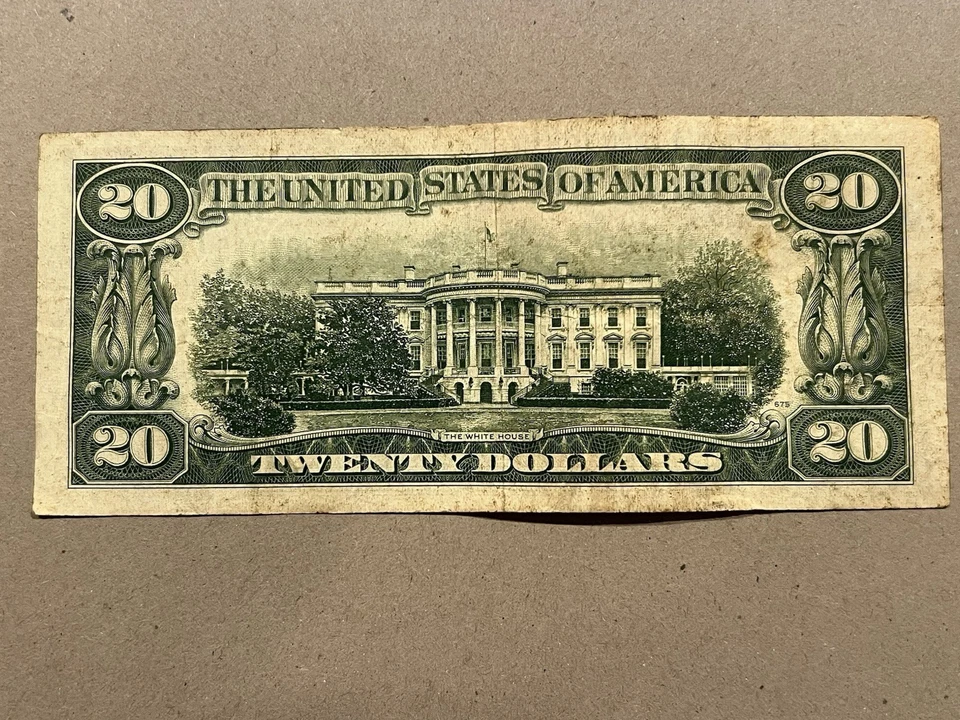 20 THE UNITED STATES OF AMERICA 20
675
THE WHITE HOUSE
20 TWENTY DOLLARS 20